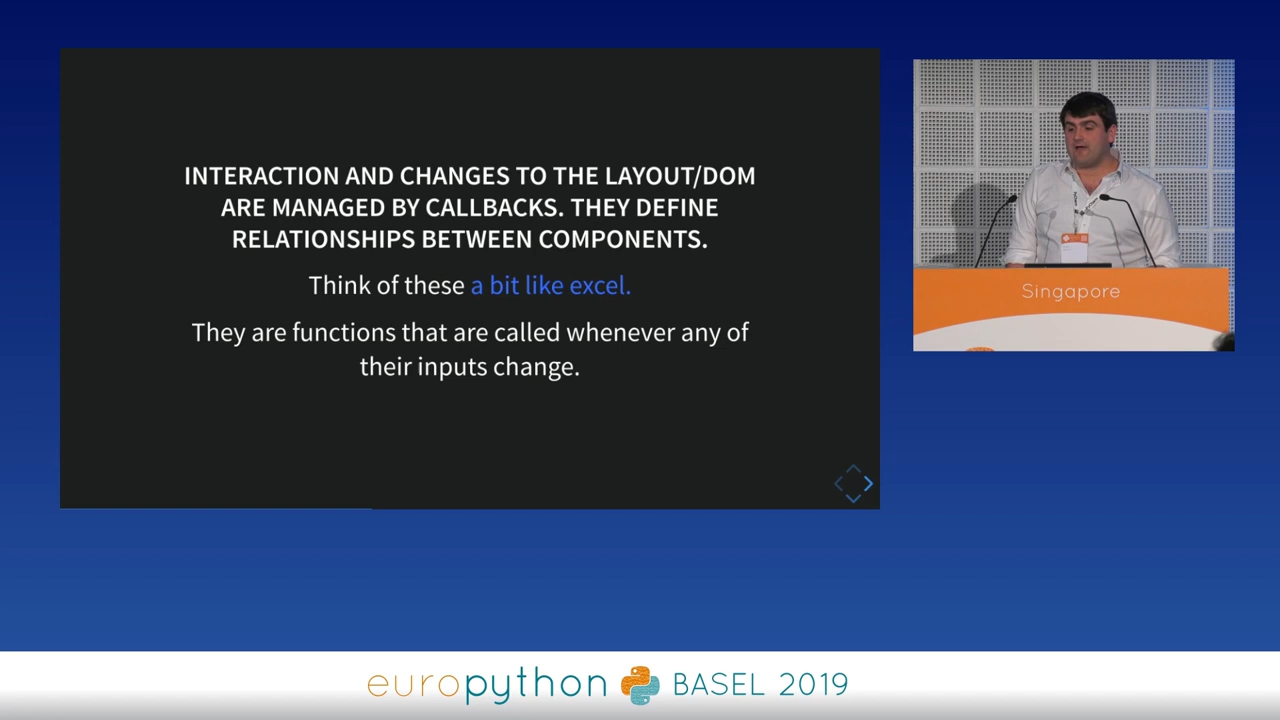 INTERACTION AND CHANGES TO THE LAYOUT/DOM
ARE MANAGED BY CALLBACKS. THEY DEFINE
RELATIONSHIPS BETWEEN COMPONENTS.
Think of these a bit like excel.
They are functions that are called whenever any of
their inputs change.
Singapore
europython BASEL 2019